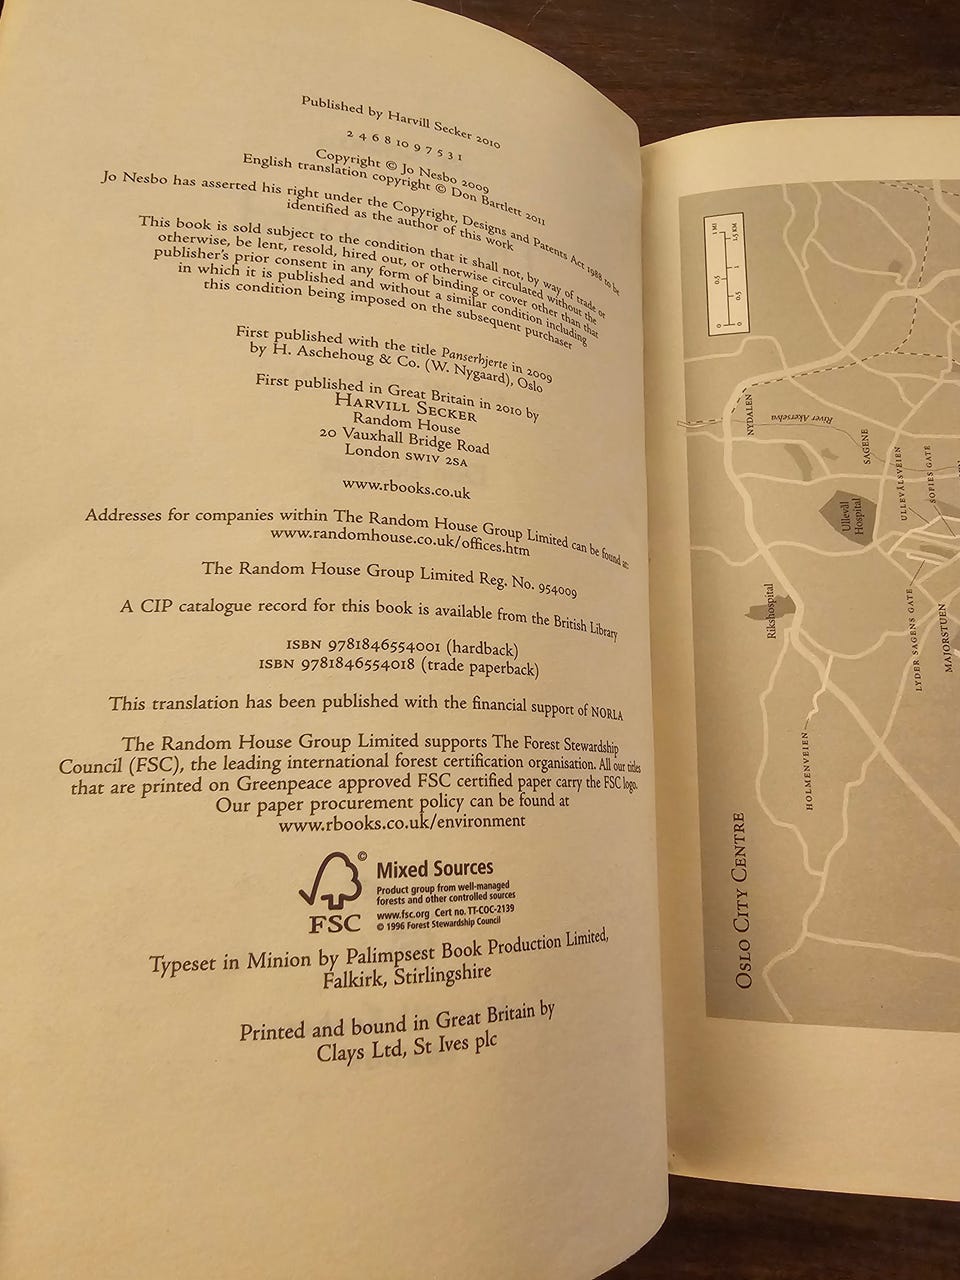 Published by Harvill Secker 2010
2 4 6 8 10 9 7 5 3 1
Copyright © Jo Nesbo 2009
English translation copyright © Don Bartlett 2011
Jo Nesbo has asserted his right under the Copyright, Designs and Patents Act 1988 to be
identified as the author of this work
This book is sold subject to the condition that it shall not, by way of trade or
otherwise, be lent, resold, hired out, or otherwise circulated without the
publisher's prior consent in any form of binding or cover other than that
in which it is published and without a similar condition including
this condition being imposed on the subsequent purchaser
First published with the title Panserhjerte in 2009
by H. Aschehoug & Co. (W. Nygaard), Oslo
First published in Great Britain in 2010 by
HARVILL SECKER
Random House
20 Vauxhall Bridge Road
London SW1V 2SA
www.rbooks.co.uk
Addresses for companies within The Random House Group Limited can be found at:
www.randomhouse.co.uk/offices.htm
The Random House Group Limited Reg. No. 954009
A CIP catalogue record for this book is available from the British Library
ISBN 9781846554001 (hardback)
ISBN 9781846554018 (trade paperback)
This translation has been published with the financial support of NORLA
The Random House Group Limited supports The Forest Stewardship
Council (FSC), the leading international forest certification organisation. All our titles
that are printed on Greenpeace approved FSC certified paper carry the FSC logo.
Our paper procurement policy can be found at
www.rbooks.co.uk/environment
©
FSC
Mixed Sources
Product group from well-managed
forests and other controlled sources
www.fsc.org Cert no. TT-COC-2139
© 1996 Forest Stewardship Council
Typeset in Minion by Palimpsest Book Production Limited,
Falkirk, Stirlingshire
Printed and bound in Great Britain by
Clays Ltd, St Ives plc
OSLO CITY CENTRE
0 0.5 1 MI
0 0.5 1 1.5 KM
NYDALEN
River Akerselva
SAGENE
ULLEVÅLSVEIEN
SOFIES GATE
Ullevål
Hospital
Rikshospital
LYDER SAGENS GATE
MAJORSTUEN
HOLMENVEIEN